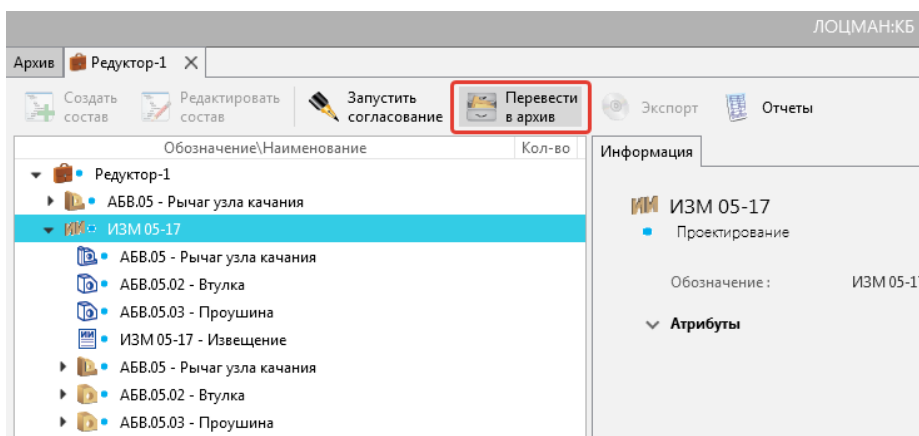 ЛОЦМАН:КБ
Архив Редуктор-1
Создать состав
Редактировать состав
Запустить согласование
Перевести в архив
Экспорт
Отчеты
Обозначение\Наименование Кол-во
Редуктор-1
АБВ.05 - Рычаг узла качания
ИЗМ 05-17
АБВ.05 - Рычаг узла качания
АБВ.05.02 - Втулка
АБВ.05.03 - Проушина
ИЗМ 05-17 - Извещение
АБВ.05 - Рычаг узла качания
АБВ.05.02 - Втулка
АБВ.05.03 - Проушина
Информация
ИЗМ 05-17
Проектирование
Обозначение: ИЗМ 05-1
Атрибуты